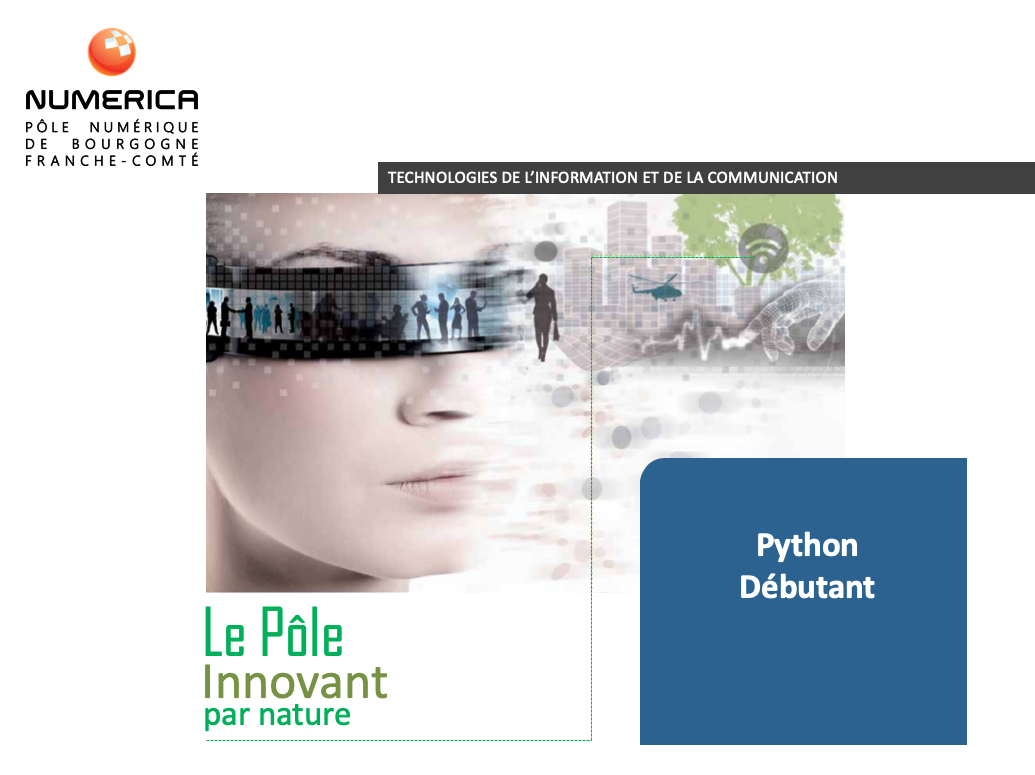 NUMERICA
PÔLE NUMÉRIQUE
DE BOURGOGNE
FRANCHE-COMTÉ
TECHNOLOGIES DE L’INFORMATION ET DE LA COMMUNICATION
Python
Débutant
Le Pôle
Innovant
par nature